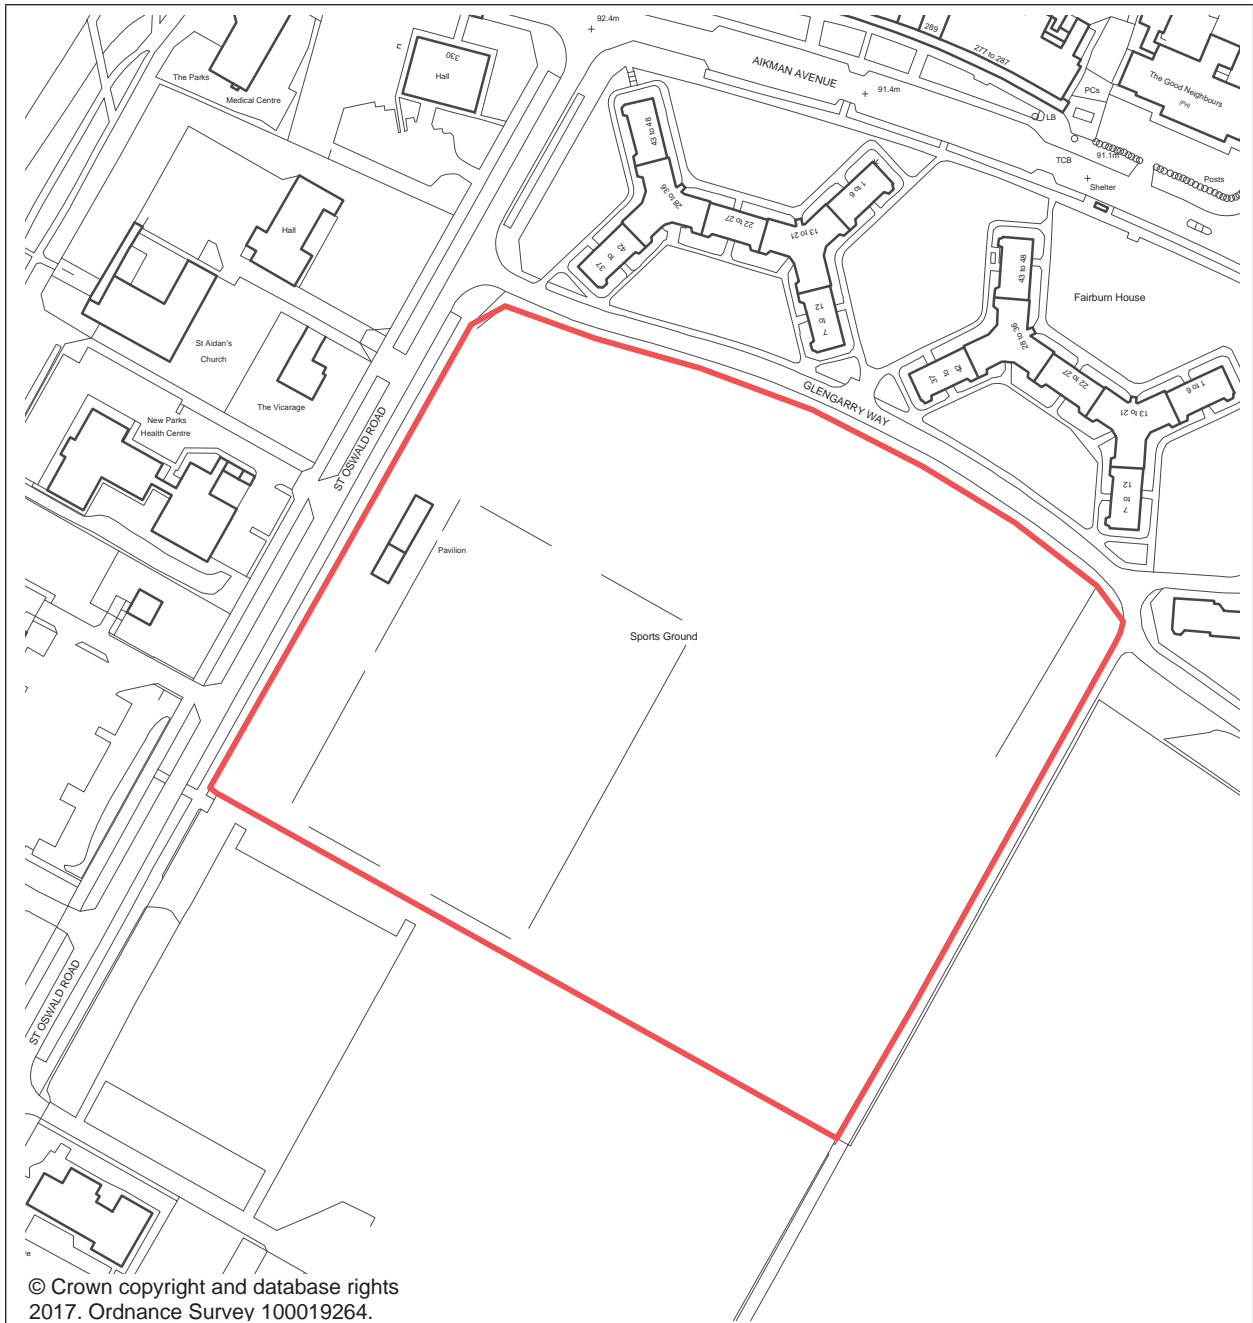 92.4m
289
277 to 287
AIKMAN AVENUE
91.4m
The Good Neighbours
(PH)
PCs
LB
TCB
91.1m
Shelter
Posts
330
Hall
The Parks
Medical Centre
43 to 48
28 to 36
22 to 27
13 to 21
1 to 6
37
to
42
7
to
12
Hall
Fairburn House
43 to 48
28 to 36
22 to 27
13 to 21
1 to 6
37
to
42
7
to
12
St Aidan's
Church
The Vicarage
New Parks
Health Centre
ST OSWALD ROAD
GLENGARRY WAY
Pavilion
Sports Ground
ST OSWALD ROAD
© Crown copyright and database rights
2017. Ordnance Survey 100019264.